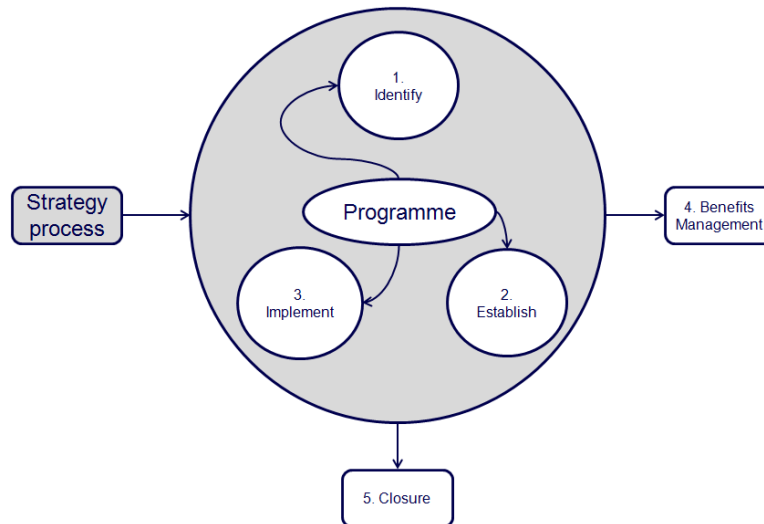 1.
Identify
Strategy
process
Programme
4. Benefits
Management
3.
Implement
2.
Establish
5. Closure